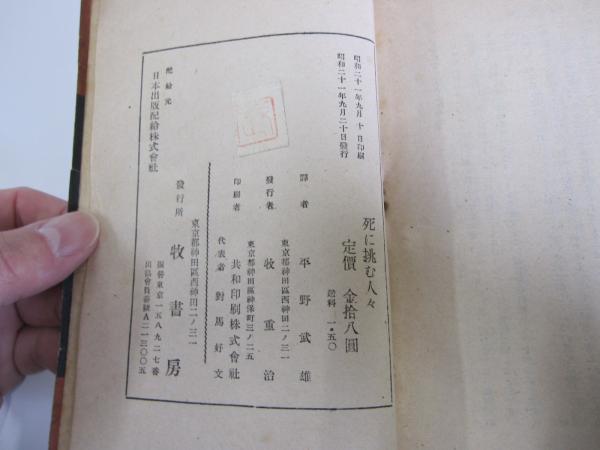 昭和二十一年九月十日印刷
昭和二十一年九月二十日發行
死に挑む人々
定價 金拾八圓
送料 一・五〇
譯者 平野武雄
東京都神田區西神田二ノ三一
發行者 牧重治
東京都神田區神保町三ノ二五
印刷者 共和印刷株式會社
代表者 對馬好文
東京都神田區西神田二ノ三一
發行所 牧書房
振替東京一五八九二七番
出協會員番號A二一三〇〇五
配給元
日本出版配給株式會社